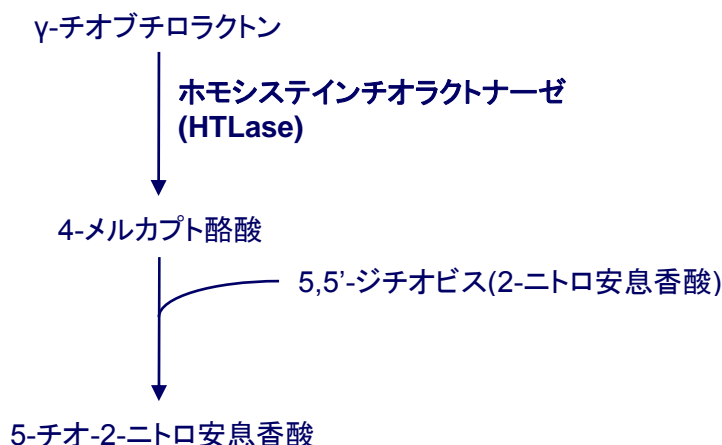 γ-チオブチロラクトン
ホモシステインチオラクトナーゼ
(HTLase)
4-メルカプト酪酸
5,5’-ジチオビス(2-ニトロ安息香酸)
5-チオ-2-ニトロ安息香酸